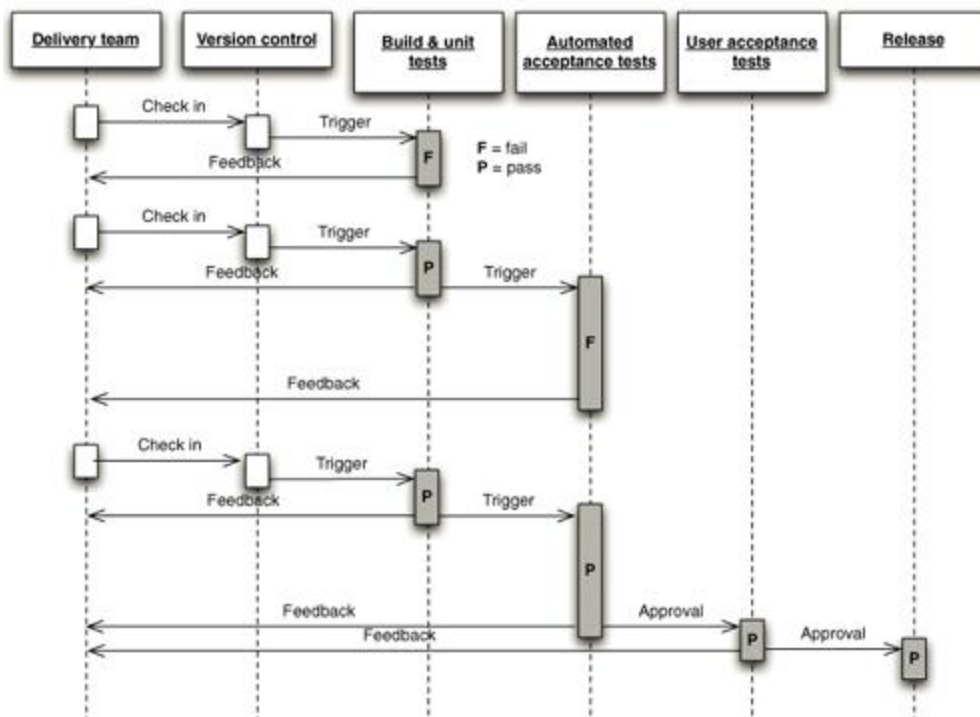 Delivery team
Version control
Build & unit
tests
Automated
acceptance tests
User acceptance
tests
Release
Check in
Trigger
F = fail
P = pass
F
Feedback
Check in
Trigger
P
Feedback
Trigger
F
Feedback
Check in
Trigger
P
Feedback
Trigger
P
Feedback
Approval
Feedback
P
Approval
P